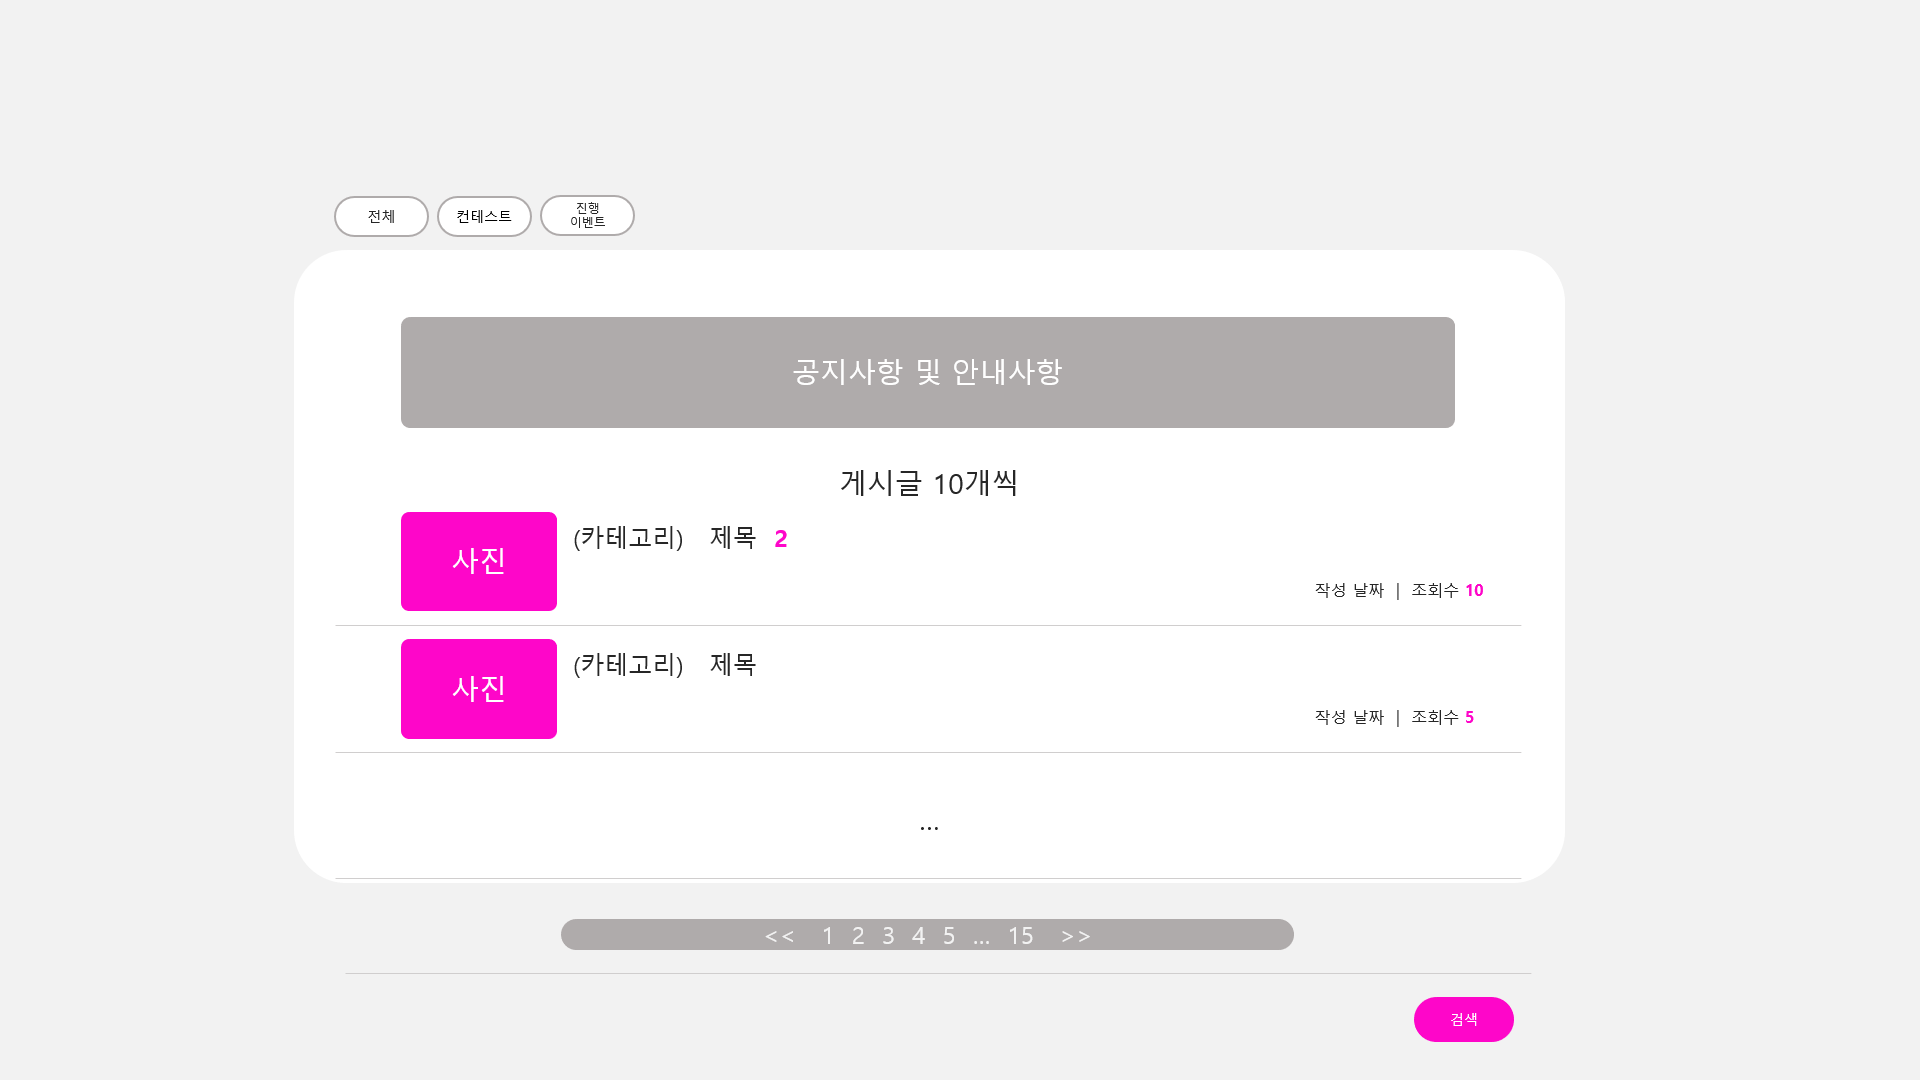 전체
컨테스트
진행
이벤트
공지사항 및 안내사항
게시글 10개씩
사진
(카테고리) 제목 2
작성 날짜 | 조회수 10
사진
(카테고리) 제목
작성 날짜 | 조회수 5
...
<< 1 2 3 4 5 ... 15 >>
검색